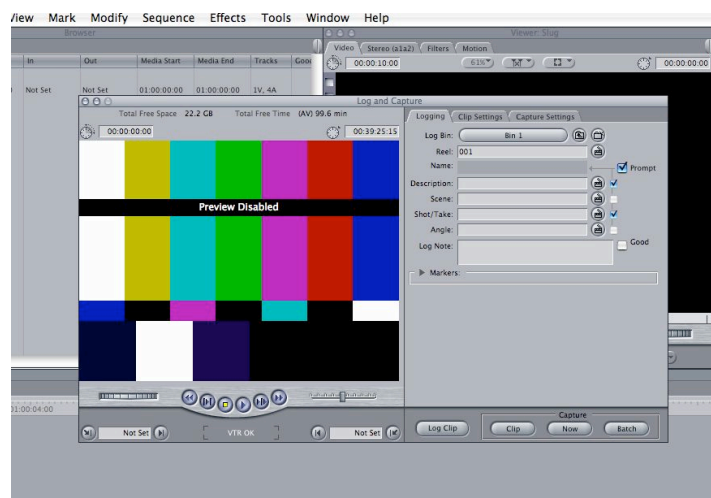 View Mark Modify Sequence Effects Tools Window Help
Browser
Viewer: Slug
Video Stereo (a1a2) Filters Motion
In Out Media Start Media End Tracks Good
00:00:10:00 61% 00:00:00:00
Not Set Not Set 01:00:00:00 01:00:00:00 1V, 4A
Log and Capture
Total Free Space 22.2 GB Total Free Time (AV) 99.6 min
00:00:00:00 00:39:25:15
Logging Clip Settings Capture Settings
Log Bin: Bin 1
Reel: 001
Name: Prompt
Description:
Scene:
Shot/Take:
Angle:
Log Note: Good
Markers:
Preview Disabled
01:00:04:00
Not Set VTR OK Not Set
Log Clip
Capture
Clip Now Batch